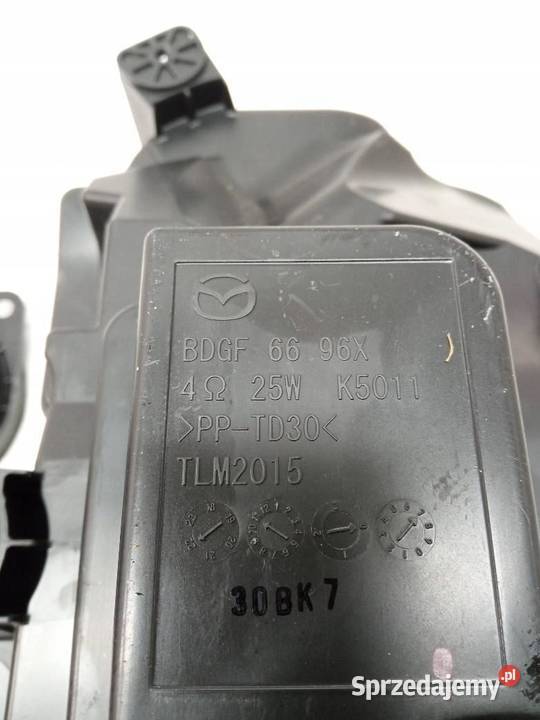 BDGF 66 96X
4Ω 25W K5011
>PP-TD30<
TLM2015
30BK7
Sprzedajemy.pl